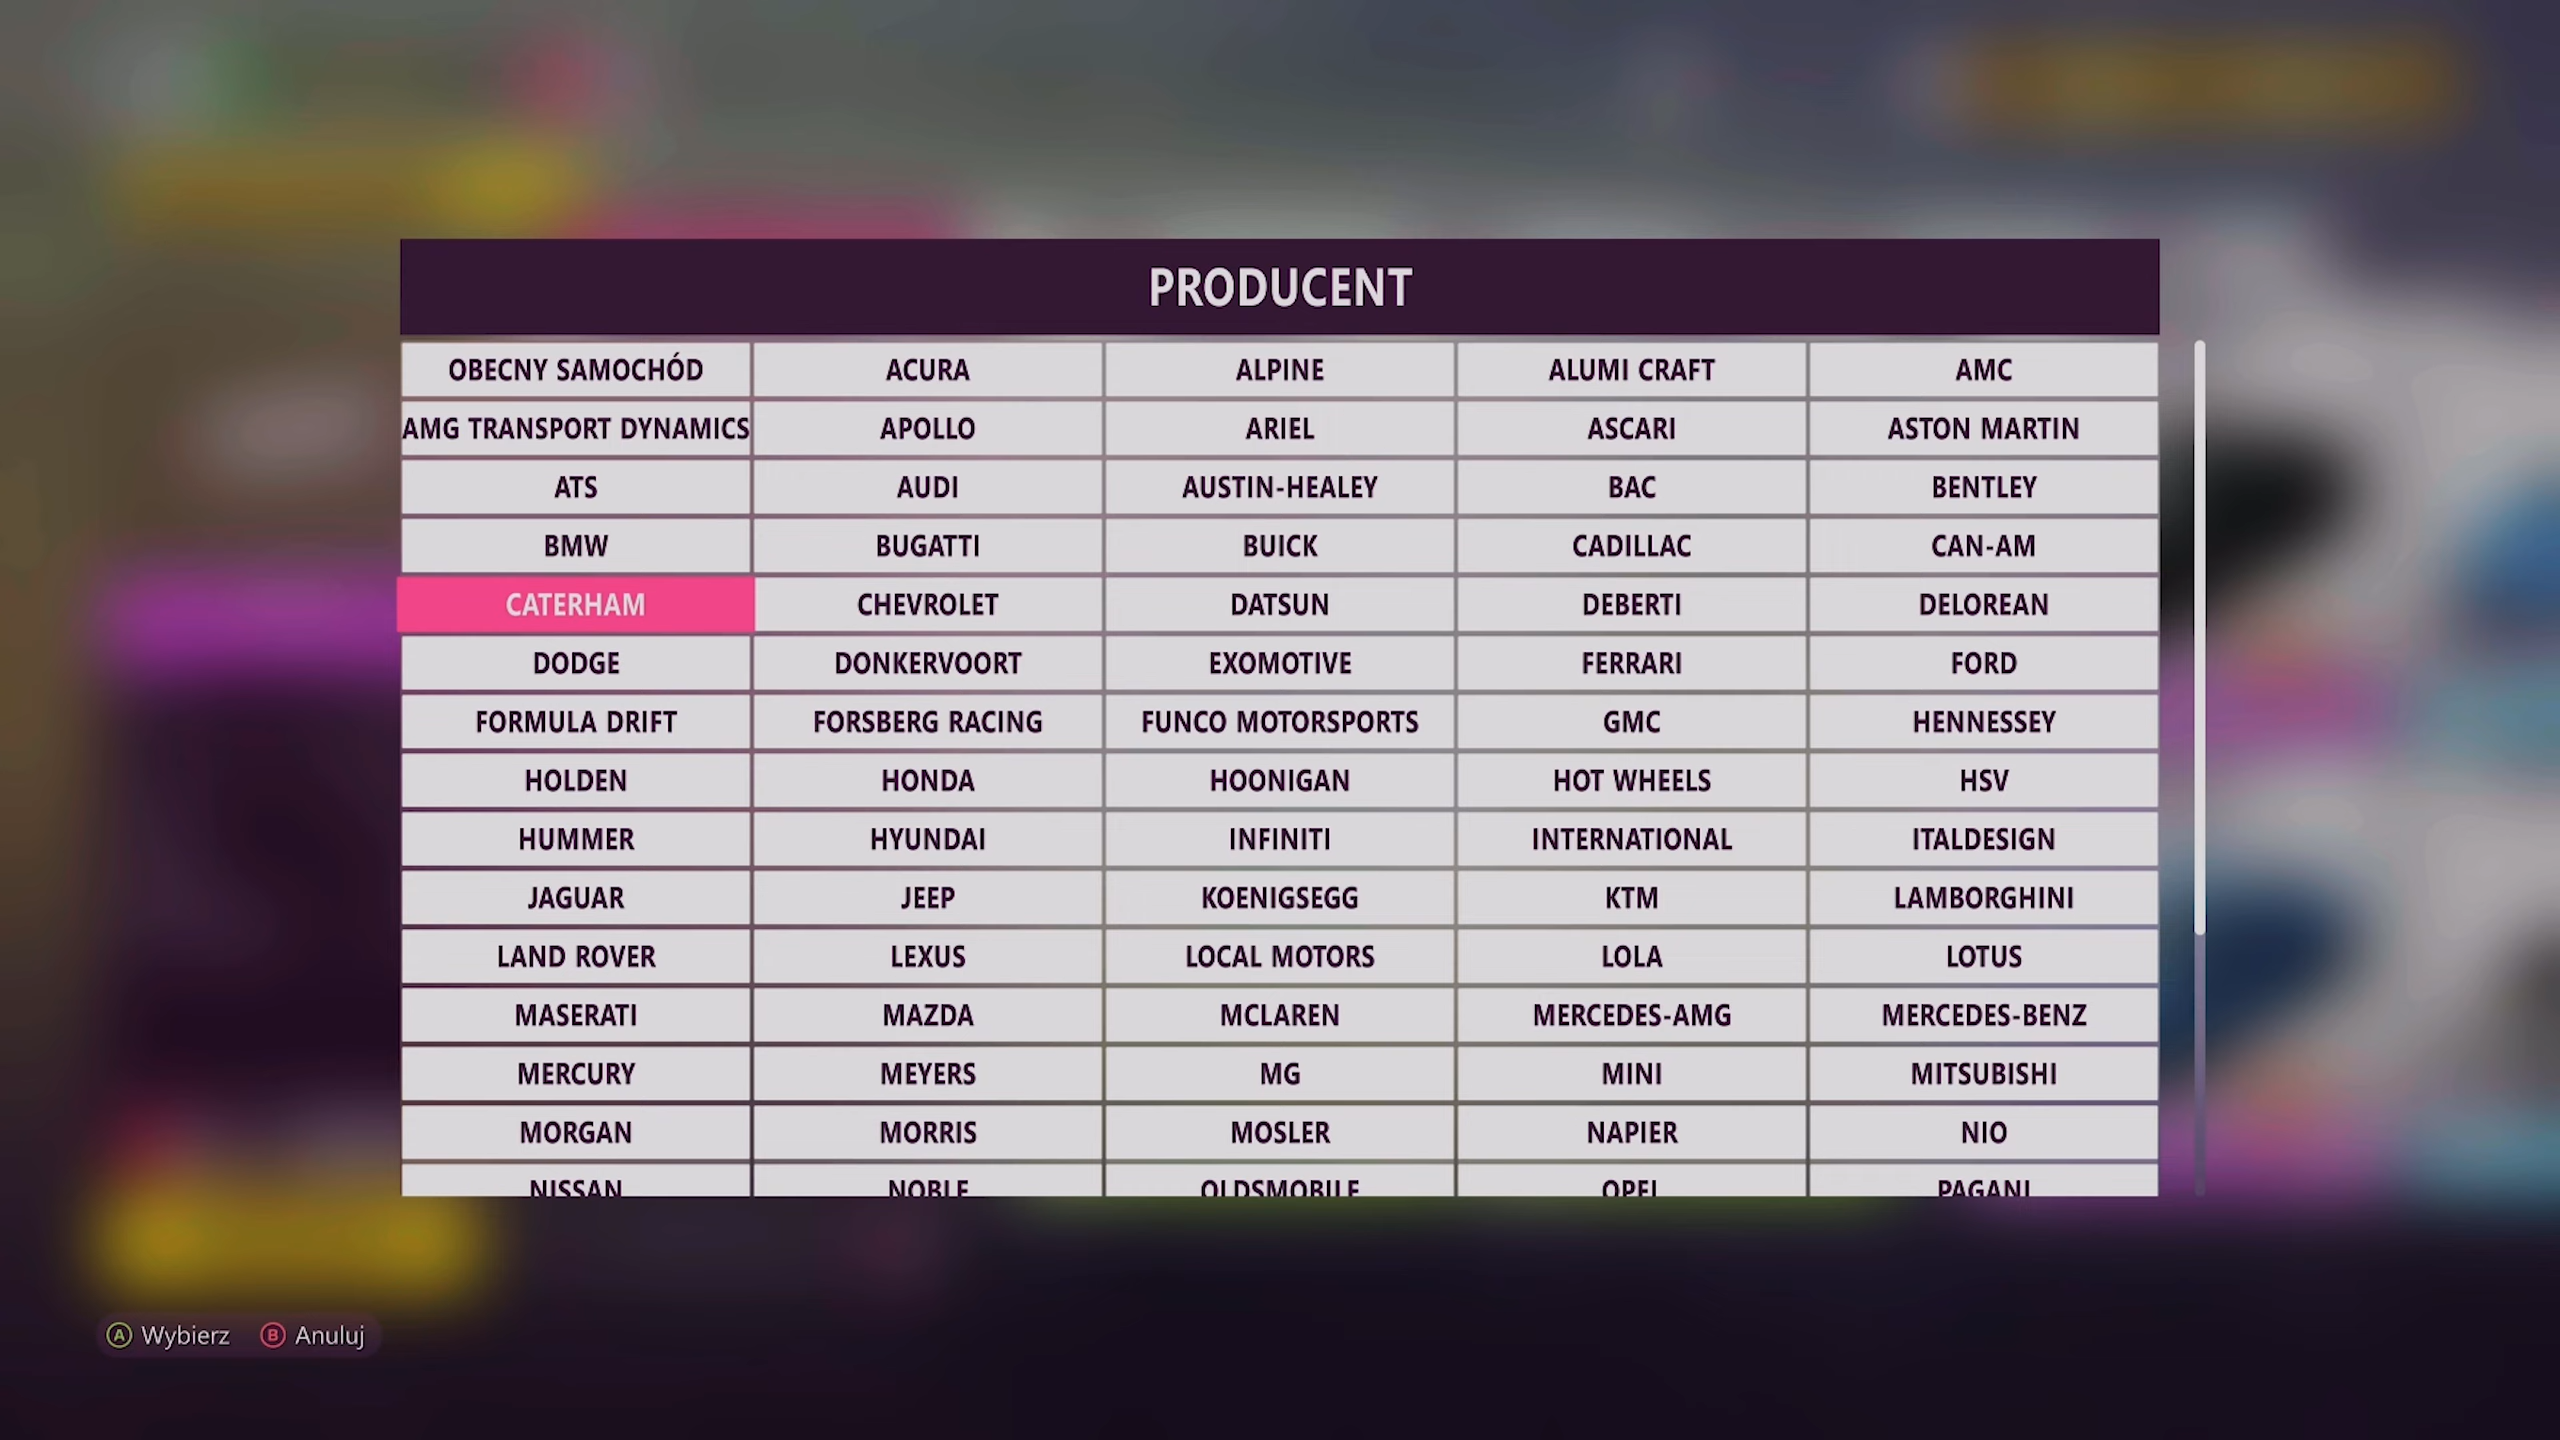 PRODUCENT
OBECNY SAMOCHÓD ACURA ALPINE ALUMI CRAFT AMC
AMG TRANSPORT DYNAMICS APOLLO ARIEL ASCARI ASTON MARTIN
ATS AUDI AUSTIN-HEALEY BAC BENTLEY
BMW BUGATTI BUICK CADILLAC CAN-AM
CATERHAM CHEVROLET DATSUN DEBERTI DELOREAN
DODGE DONKERVOORT EXOMOTIVE FERRARI FORD
FORMULA DRIFT FORSBERG RACING FUNCO MOTORSPORTS GMC HENNESSEY
HOLDEN HONDA HOONIGAN HOT WHEELS HSV
HUMMER HYUNDAI INFINITI INTERNATIONAL ITALDESIGN
JAGUAR JEEP KOENIGSEGG KTM LAMBORGHINI
LAND ROVER LEXUS LOCAL MOTORS LOLA LOTUS
MASERATI MAZDA MCLAREN MERCEDES-AMG MERCEDES-BENZ
MERCURY MEYERS MG MINI MITSUBISHI
MORGAN MORRIS MOSLER NAPIER NIO
NISSAN NOBLE OLDSMOBILE OPEL PAGANI
A Wybierz B Anuluj